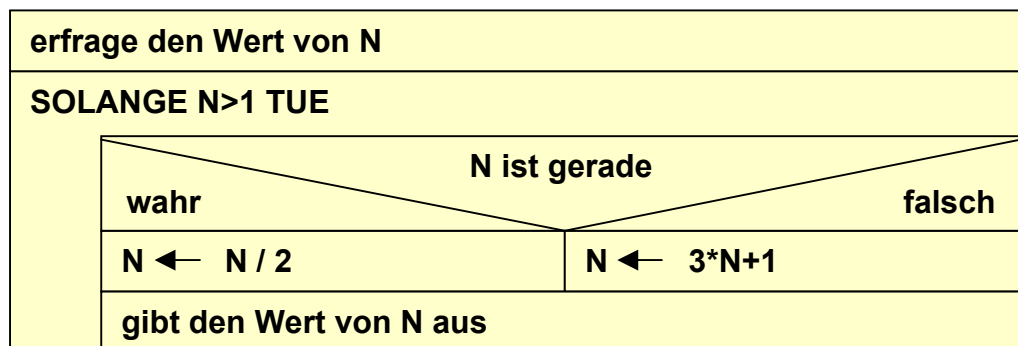 erfrage den Wert von N
SOLANGE N>1 TUE
N ist gerade
wahr falsch
N ← N / 2 N ← 3*N+1
gibt den Wert von N aus